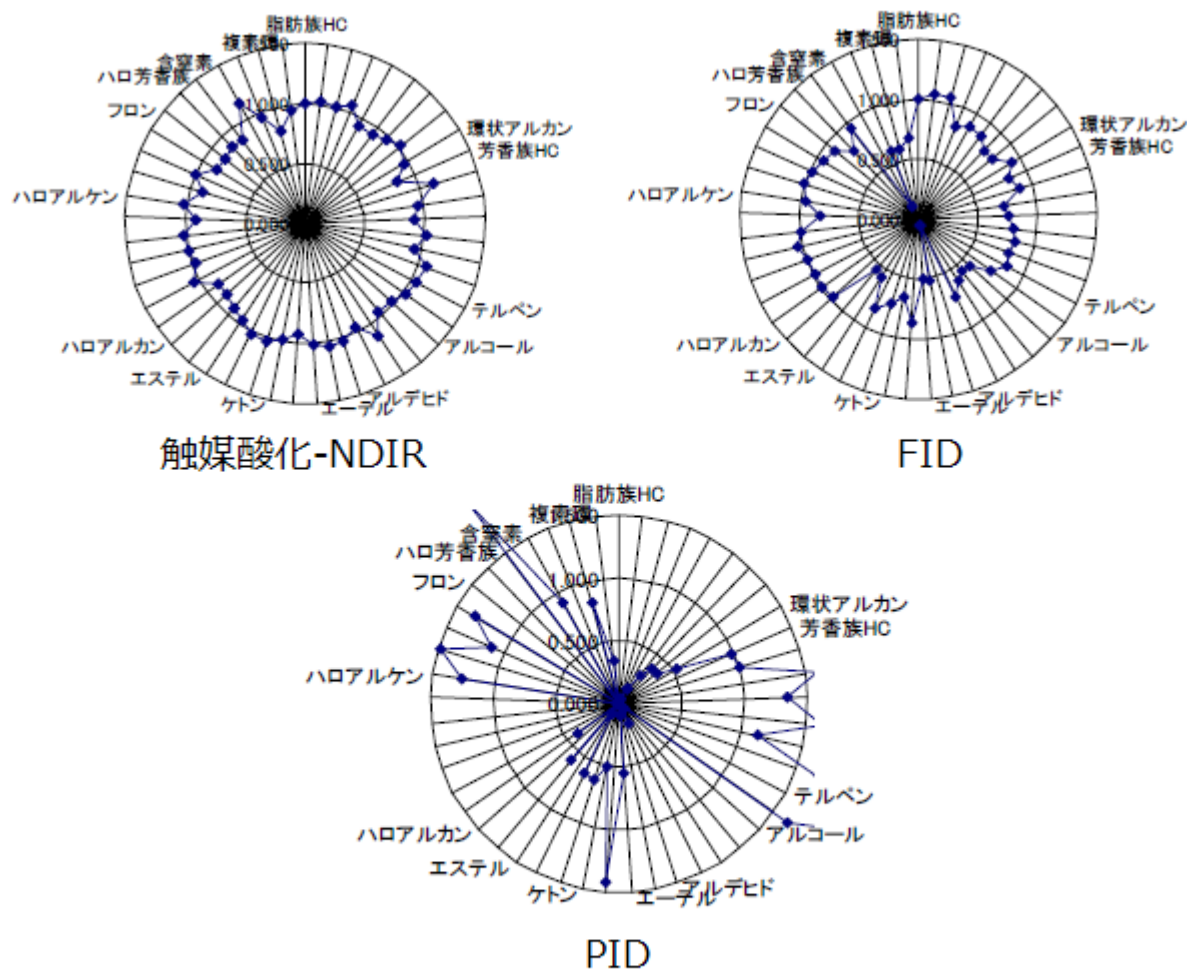 脂肪族HC
複素環
含窒素
ハロ芳香族
フロン
ハロアルケン
ハロアルカン
エステル
ケトン
エーテル
アルデヒド
アルコール
テルペン
環状アルカン
芳香族HC
1.000
0.500
0.000
触媒酸化-NDIR
脂肪族HC
複素環
含窒素
ハロ芳香族
フロン
ハロアルケン
ハロアルカン
エステル
ケトン
エーテル
アルデヒド
アルコール
テルペン
環状アルカン
芳香族HC
1.000
0.500
0.000
FID
脂肪族HC
複素環
含窒素
ハロ芳香族
フロン
ハロアルケン
ハロアルカン
エステル
ケトン
エーテル
アルデヒド
アルコール
テルペン
環状アルカン
芳香族HC
1.000
0.500
0.000
PID